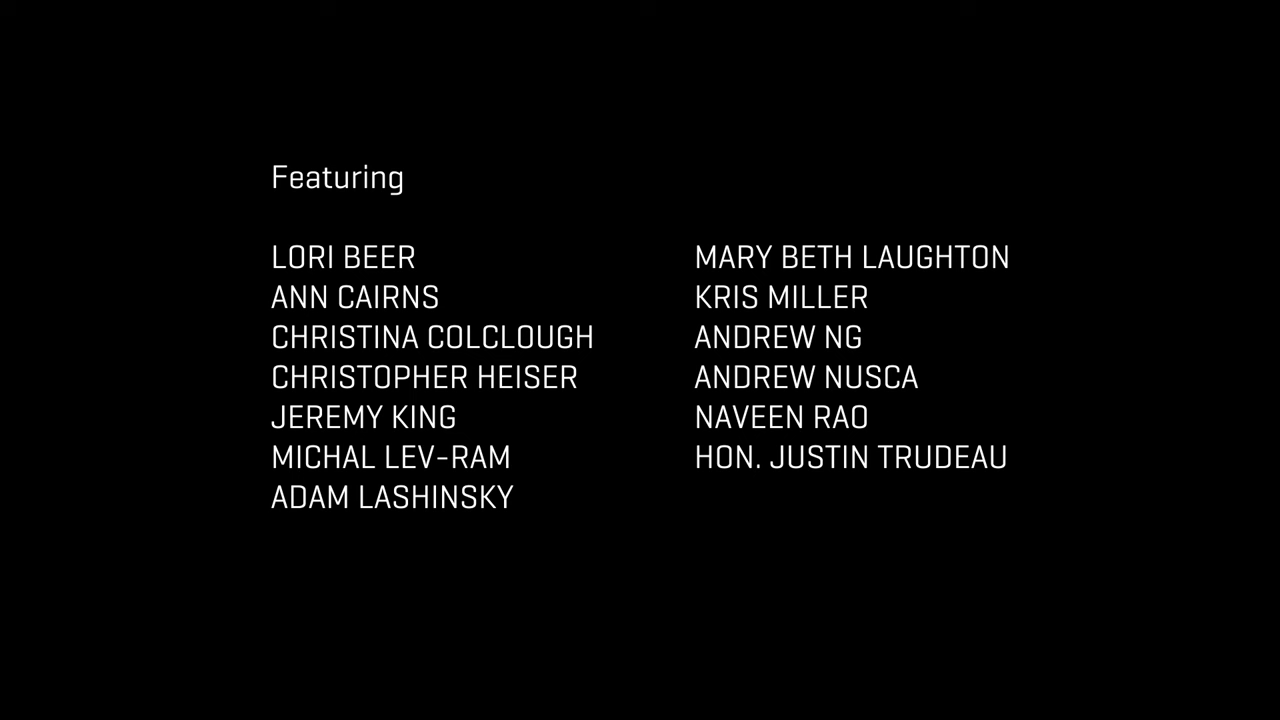 Featuring
LORI BEER
ANN CAIRNS
CHRISTINA COLCLOUGH
CHRISTOPHER HEISER
JEREMY KING
MICHAL LEV-RAM
ADAM LASHINSKY
MARY BETH LAUGHTON
KRIS MILLER
ANDREW NG
ANDREW NUSCA
NAVEEN RAO
HON. JUSTIN TRUDEAU